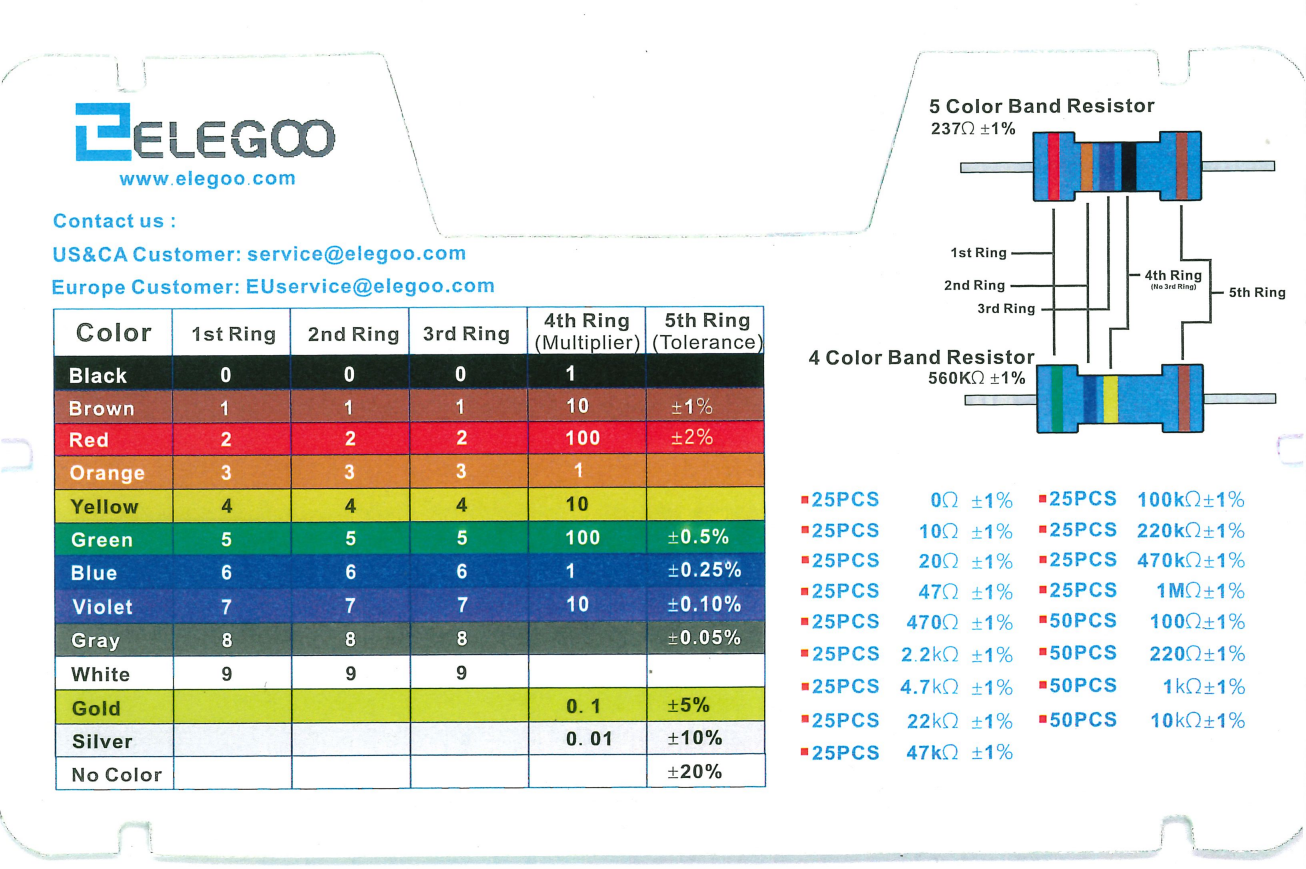 ELEGOO
www.elegoo.com
Contact us :
US&CA Customer: service@elegoo.com
Europe Customer: EUservice@elegoo.com
Color 1st Ring 2nd Ring 3rd Ring 4th Ring (Multiplier) 5th Ring (Tolerance)
Black 0 0 0 1
Brown 1 1 1 10 ±1%
Red 2 2 2 100 ±2%
Orange 3 3 3 1
Yellow 4 4 4 10
Green 5 5 5 100 ±0.5%
Blue 6 6 6 1 ±0.25%
Violet 7 7 7 10 ±0.10%
Gray 8 8 8 ±0.05%
White 9 9 9
Gold 0.1 ±5%
Silver 0.01 ±10%
No Color ±20%
5 Color Band Resistor
237Ω ±1%
1st Ring
2nd Ring
3rd Ring
4th Ring
(No 3rd Ring)
5th Ring
4 Color Band Resistor
560KΩ ±1%
25PCS 0Ω ±1%
25PCS 10Ω ±1%
25PCS 20Ω ±1%
25PCS 47Ω ±1%
25PCS 470Ω ±1%
25PCS 2.2kΩ ±1%
25PCS 4.7kΩ ±1%
25PCS 22kΩ ±1%
25PCS 47kΩ ±1%
25PCS 100kΩ±1%
25PCS 220kΩ±1%
25PCS 470kΩ±1%
25PCS 1MΩ±1%
50PCS 100Ω±1%
50PCS 220Ω±1%
50PCS 1kΩ±1%
50PCS 10kΩ±1%